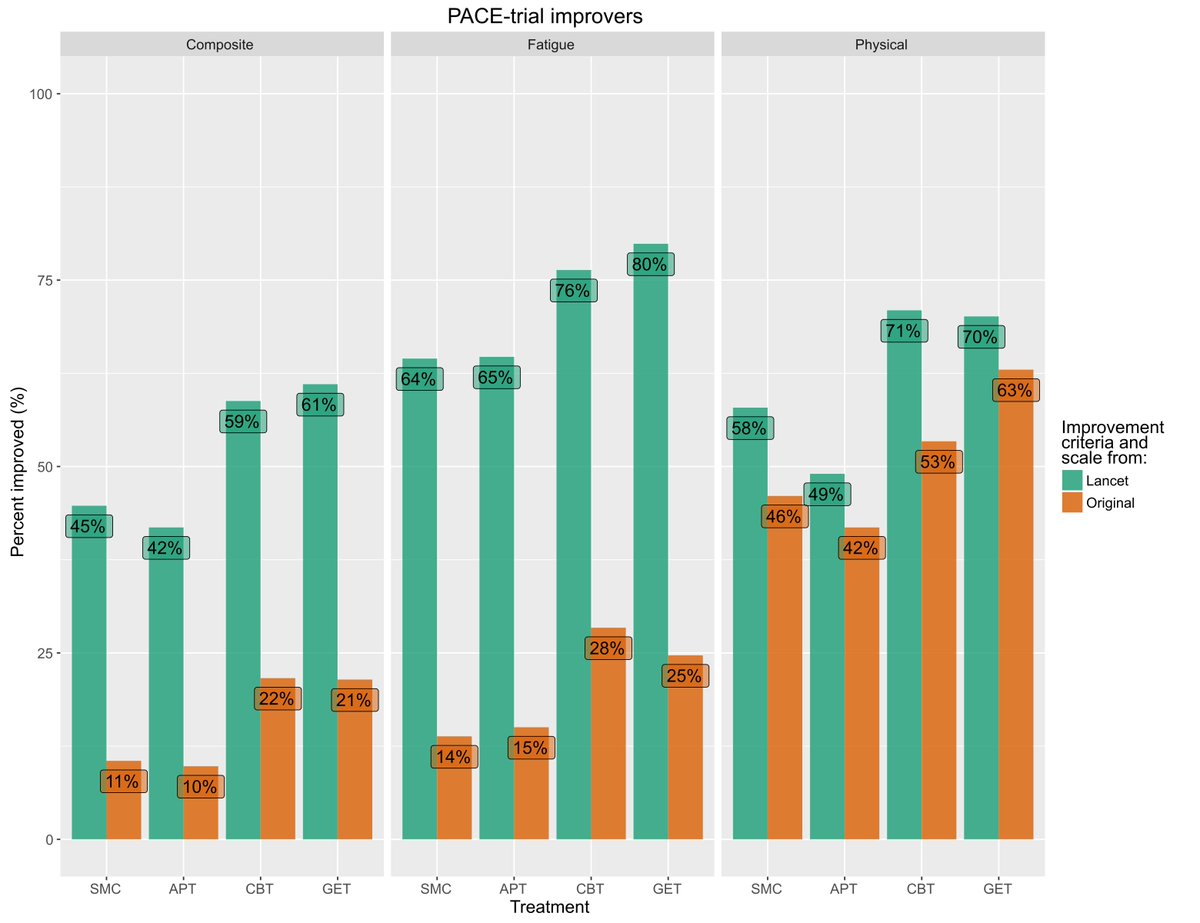 PACE-trial improvers
Composite
Fatigue
Physical
Percent improved (%)
100
75
50
25
0
45%
11%
42%
10%
59%
22%
61%
21%
64%
14%
65%
15%
76%
28%
80%
25%
58%
46%
49%
42%
71%
53%
70%
63%
SMC APT CBT GET
SMC APT CBT GET
SMC APT CBT GET
Treatment
Improvement
criteria and
scale from:
Lancet
Original